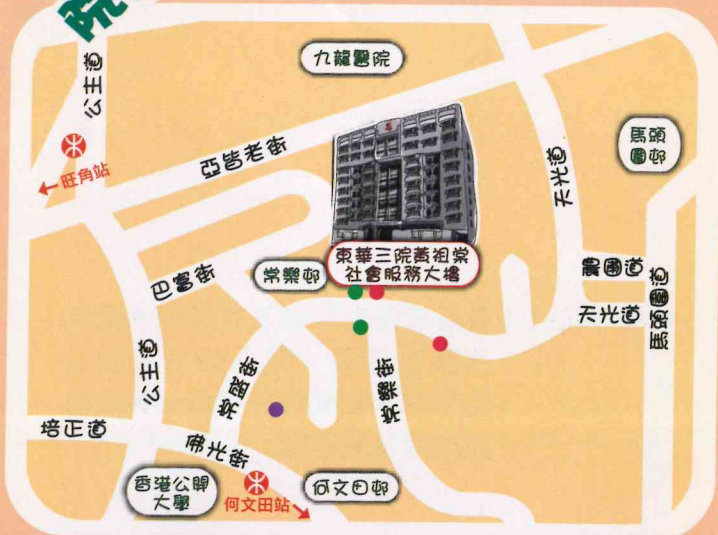 院
公主道
九龍醫院
旺角站
亞皆老街
馬頭
圍邨
天光道
東華三院黃祖棠
社會服務大樓
常樂邨
巴富街
農圃道
天光道
馬頭圍道
公主道
常盛街
常樂街
培正道
佛光街
香港公開
大學
何文田站
何文田邨